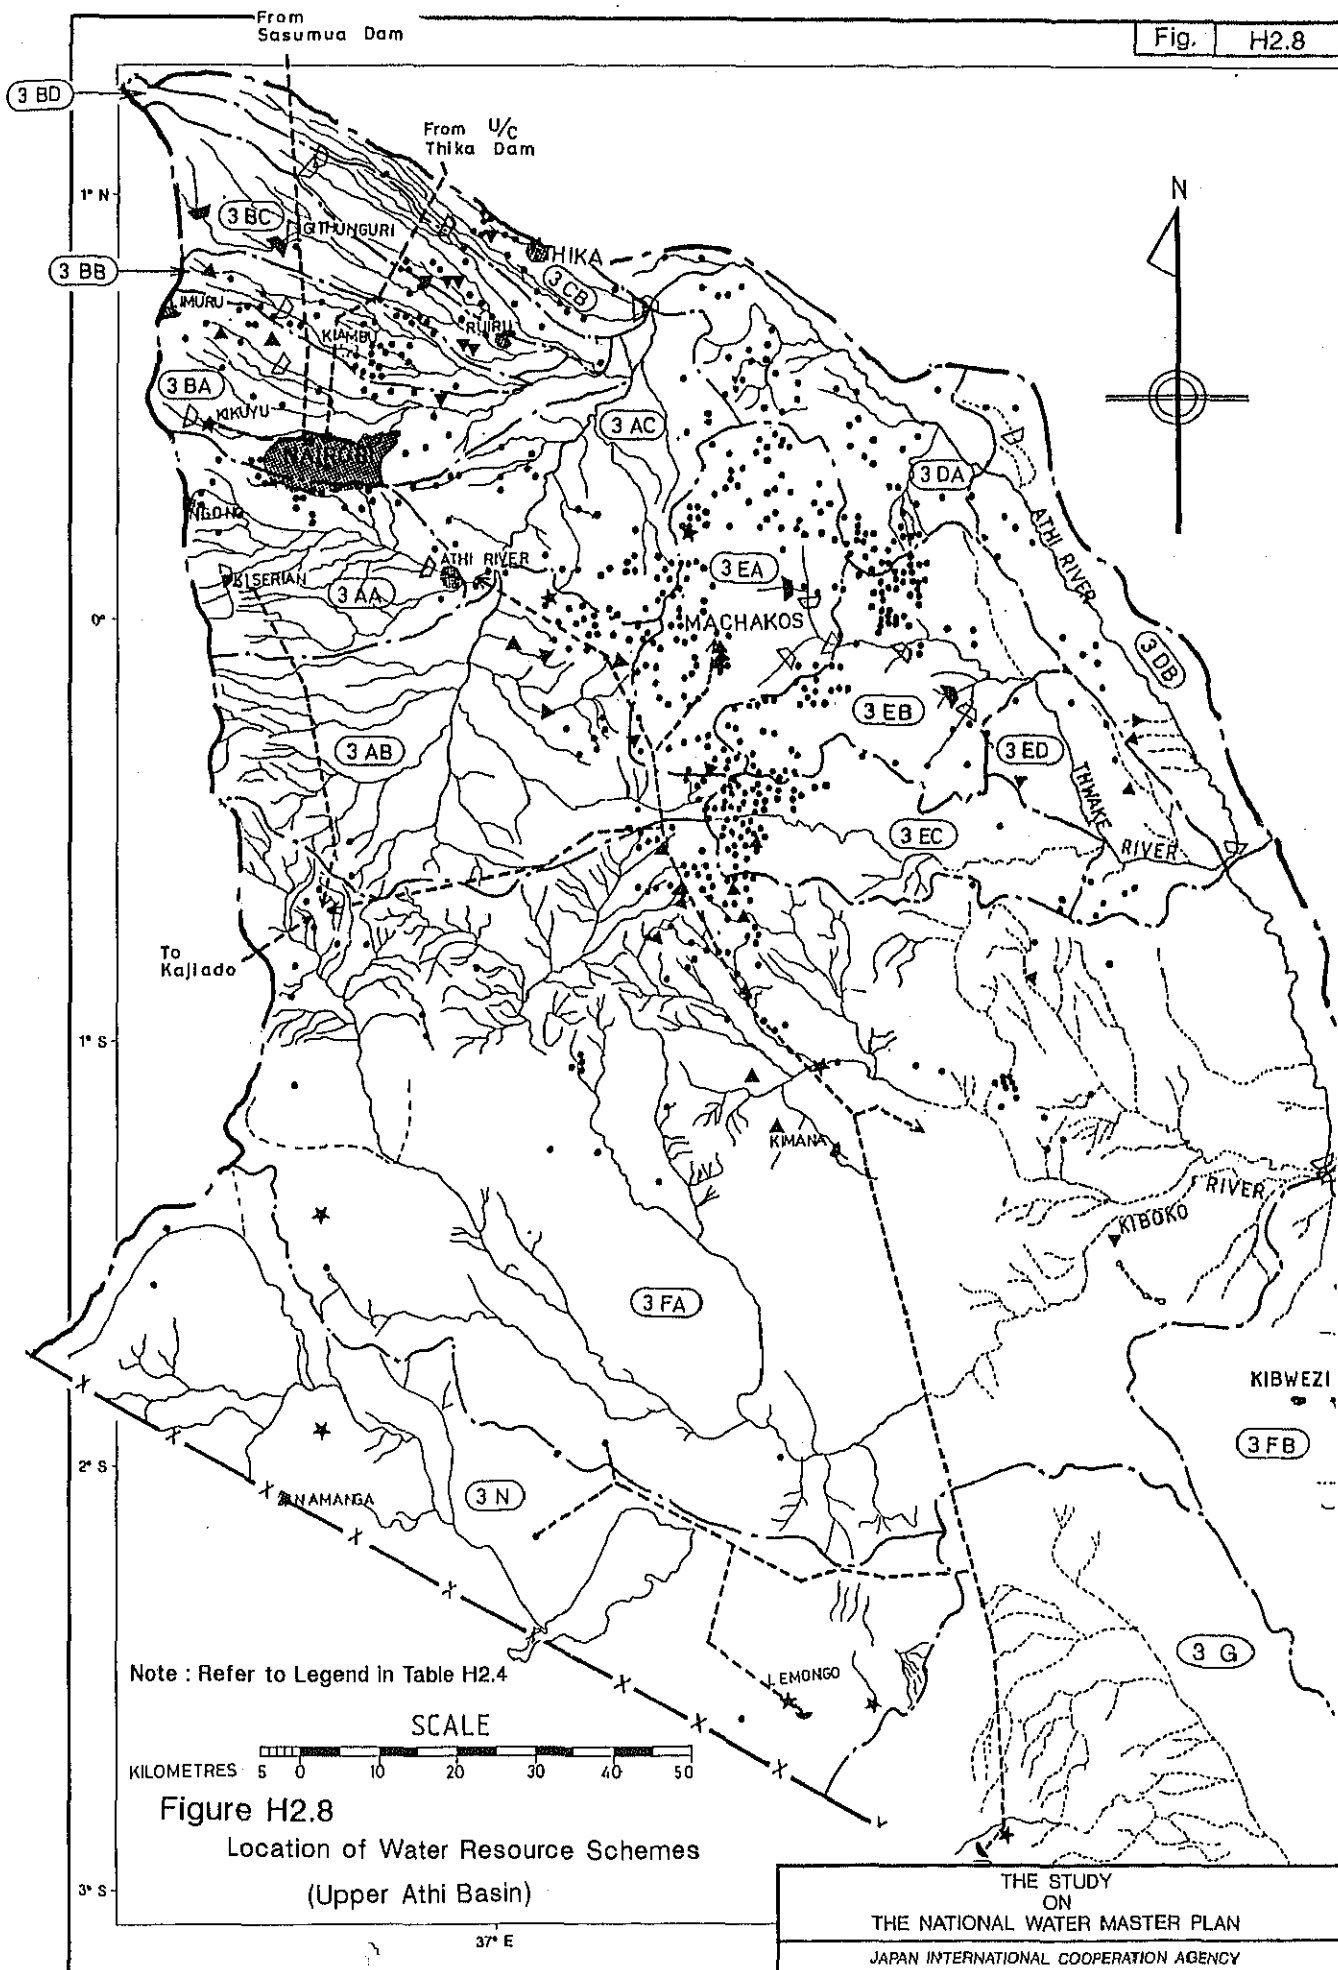 From
Sasumua Dam
Fig. H2.8
3 BD
From U/C
Thika Dam
1° N
N
3 BC
GITHUNGURI
THIKA
3 BB
3 CB
IMURU
KIAMBU
RUIRU
3 BA
KIKUYU
3 AC
NAIROBI
3 DA
NGONG
ATHI RIVER
ATHI RIVER
3 EA
KISERIAN
3 AA
0°
MACHAKOS
3 DB
3 EB
3 AB
3 ED
THWAKE
RIVER
3 EC
To
Kajiado
1° S
KIMANA
RIVER
KIBOKO
3 FA
KIBWEZI
3 FB
2° S
3 N
NAMANGA
3 G
Note : Refer to Legend in Table H2.4
LEMONGO
SCALE
KILOMETRES 5 0 10 20 30 40 50
Figure H2.8
Location of Water Resource Schemes
(Upper Athi Basin)
3° S
37° E
THE STUDY
ON
THE NATIONAL WATER MASTER PLAN
JAPAN INTERNATIONAL COOPERATION AGENCY